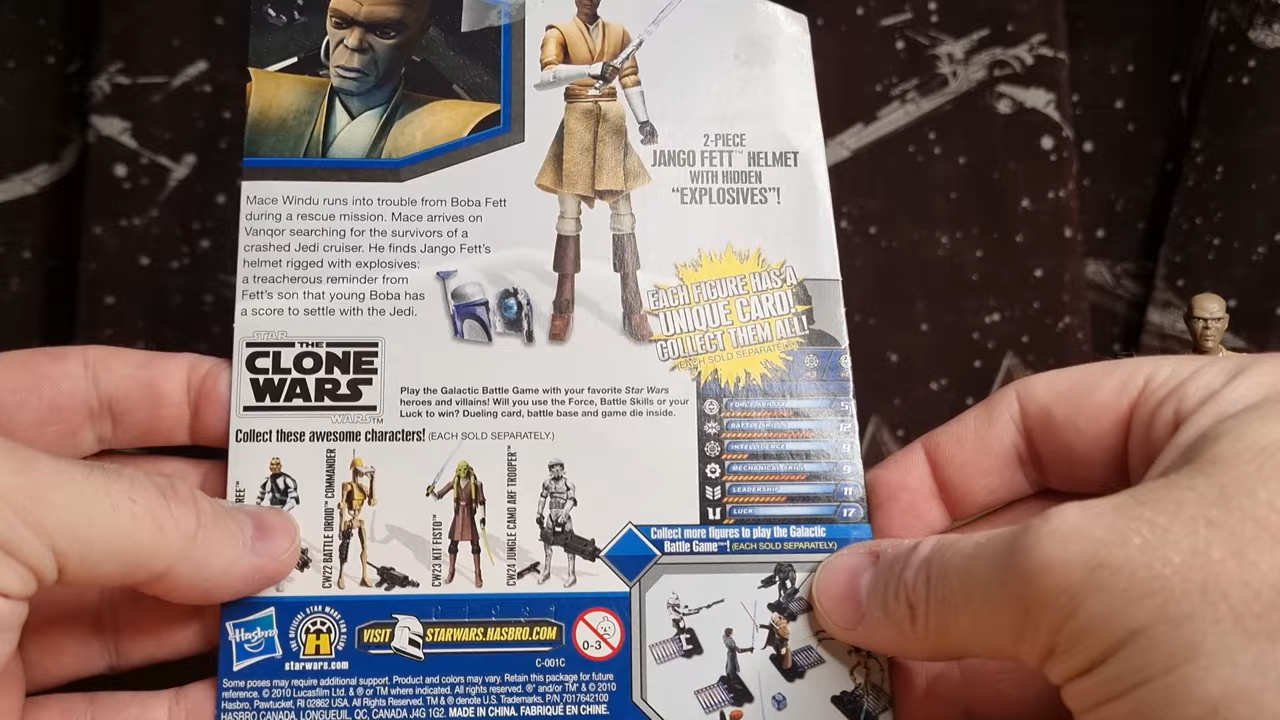 2-PIECE
JANGO FETT™ HELMET
WITH HIDDEN
"EXPLOSIVES"!
Mace Windu runs into trouble from Boba Fett
during a rescue mission. Mace arrives on
Vanqor searching for the survivors of a
crashed Jedi cruiser. He finds Jango Fett's
helmet rigged with explosives:
a treacherous reminder from
Fett's son that young Boba has
a score to settle with the Jedi.
EACH FIGURE HAS A
UNIQUE CARD!
COLLECT THEM ALL!
(EACH SOLD SEPARATELY.)
STAR
THE
CLONE
WARS
WARS™
Play the Galactic Battle Game with your favorite Star Wars
heroes and villains! Will you use the Force, Battle Skills or your
Luck to win? Dueling card, battle base and game die inside.
FORCE ABILITY 5
BATTLE SKILLS 12
INTELLIGENCE 9
MECHANICAL SKILL 9
LEADERSHIP 11
LUCK 17
Collect these awesome characters! (EACH SOLD SEPARATELY.)
REE™
CW22 BATTLE DROID™ COMMANDER
CW23 KIT FISTO™
CW24 JUNGLE CAMO ARF TROOPER™
Collect more figures to play the Galactic
Battle Game™! (EACH SOLD SEPARATELY.)
Hasbro
THE OFFICIAL STAR WARS FAN CLUB
H
starwars.com
VISIT STARWARS.HASBRO.COM
0-3
C-001C
Some poses may require additional support. Product and colors may vary. Retain this package for future
reference. © 2010 Lucasfilm Ltd. & ® or TM where indicated. All rights reserved. ® and/or TM & © 2010
Hasbro, Pawtucket, RI 02862 USA. All Rights Reserved. TM & ® denote U.S. Trademarks. P/N 7017642100
HASBRO CANADA, LONGUEUIL, QC, CANADA J4G 1G2. MADE IN CHINA. FABRIQUÉ EN CHINE.